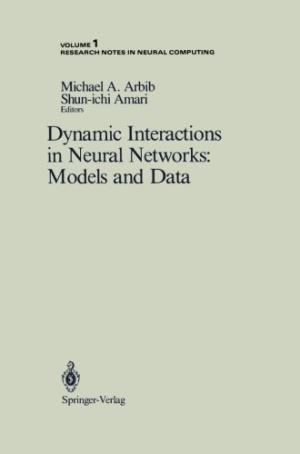 VOLUME 1
RESEARCH NOTES IN NEURAL COMPUTING
Michael A. Arbib
Shun-ichi Amari
Editors
Dynamic Interactions
in Neural Networks:
Models and Data
Springer-Verlag